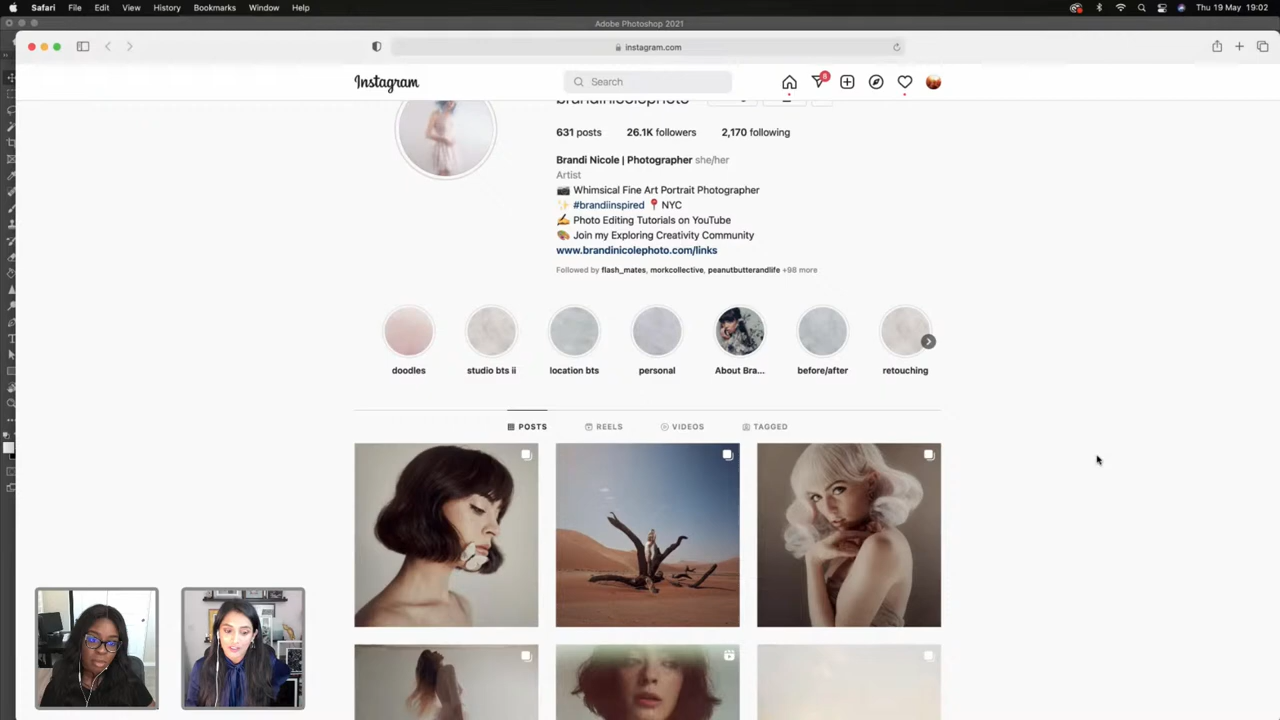 Safari File Edit View History Bookmarks Window Help Thu 19 May 19:02
Adobe Photoshop 2021
instagram.com
Instagram
Search
6
brandinicolephoto
631 posts 26.1K followers 2,170 following
Brandi Nicole | Photographer she/her
Artist
📷 Whimsical Fine Art Portrait Photographer
✨ #brandiinspired 📍 NYC
✍️ Photo Editing Tutorials on YouTube
🎨 Join my Exploring Creativity Community
www.brandinicolephoto.com/links
Followed by flash_mates, morkcollective, peanutbutterandlife +98 more
doodles studio bts ii location bts personal About Bra... before/after retouching
POSTS REELS VIDEOS TAGGED